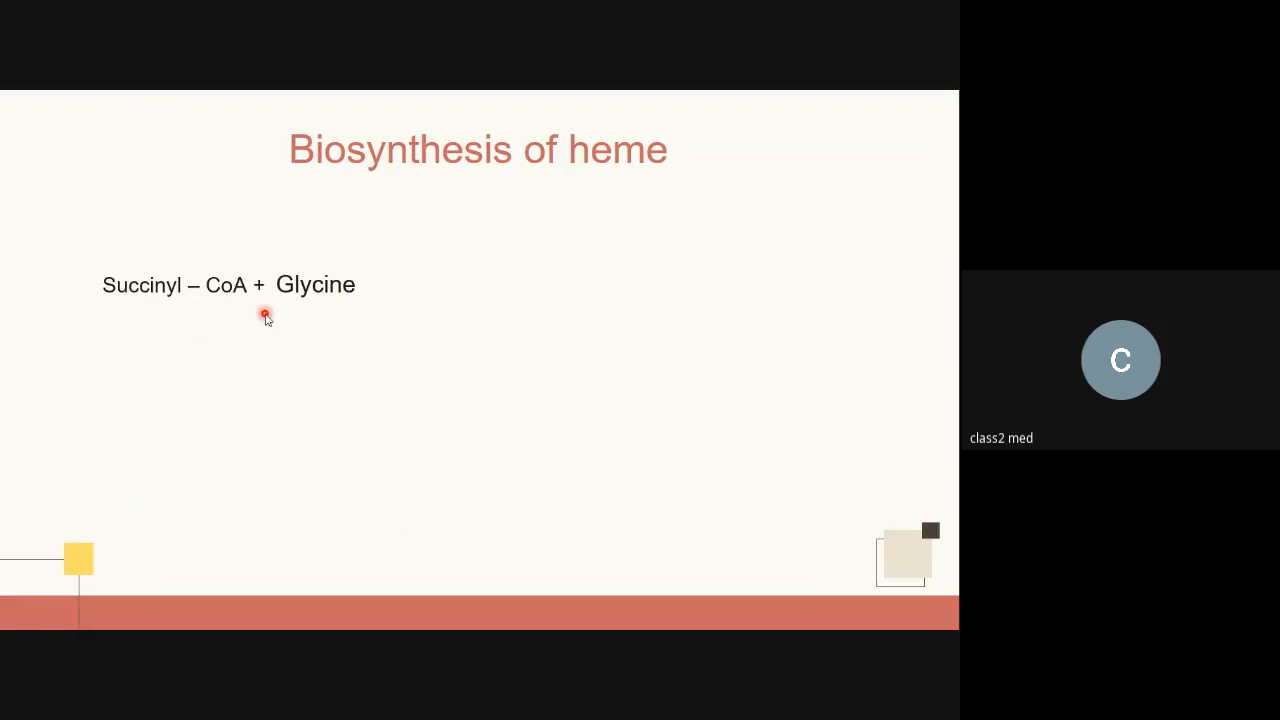 Biosynthesis of heme
Succinyl – CoA + Glycine
C
class2 med